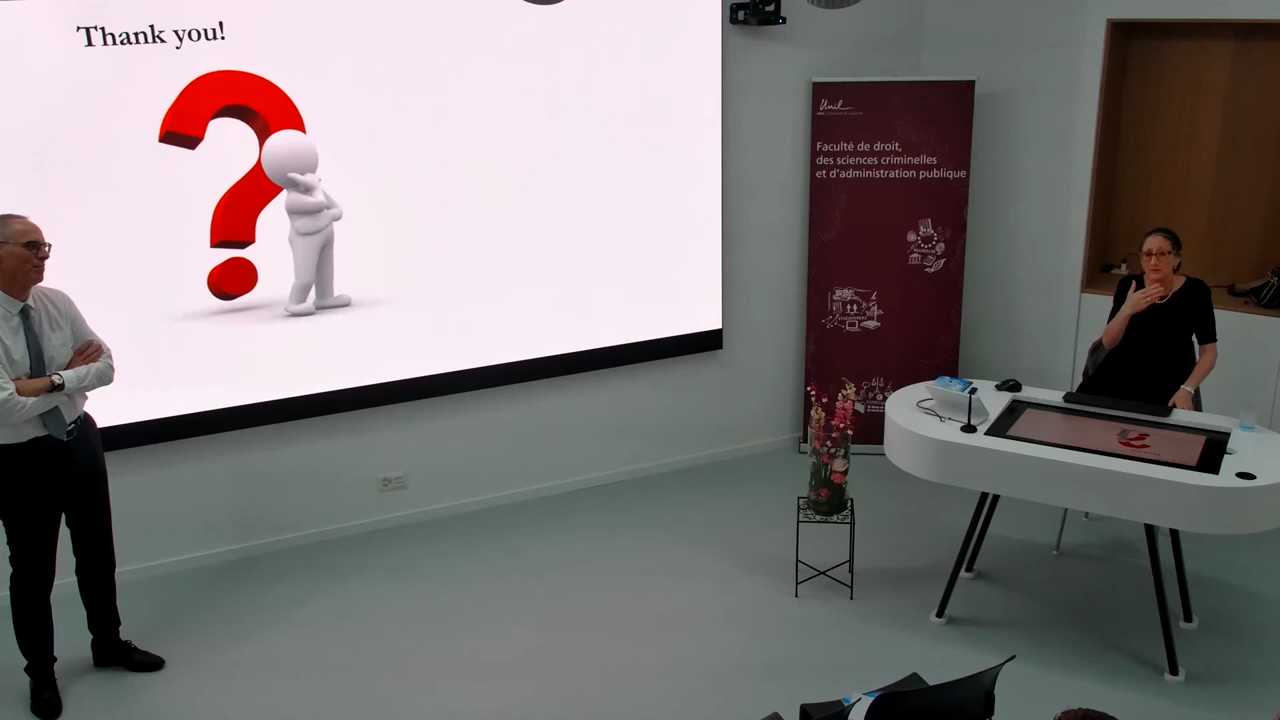 Thank you!
Unil
Faculté de droit,
des sciences criminelles
et d'administration publique